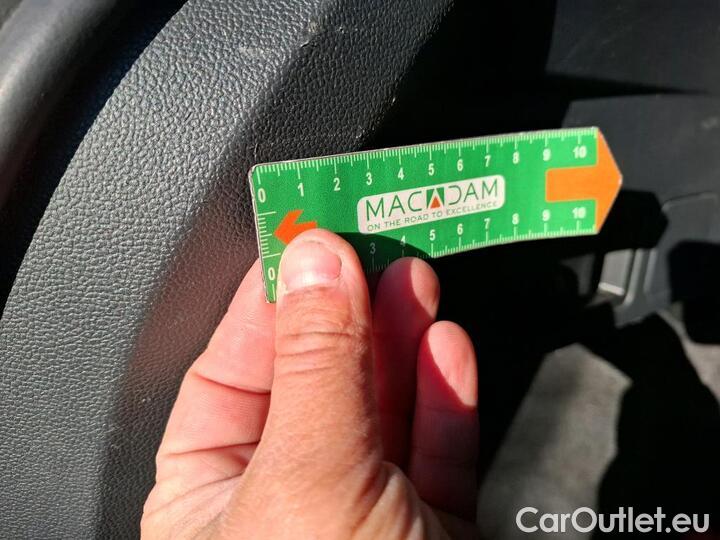 0 1 2 3 4 5 6 7 8 9 10
MACADAM
ON THE ROAD TO EXCELLENCE
0 3 4 5 6 7 8 9 10
CarOutlet.eu